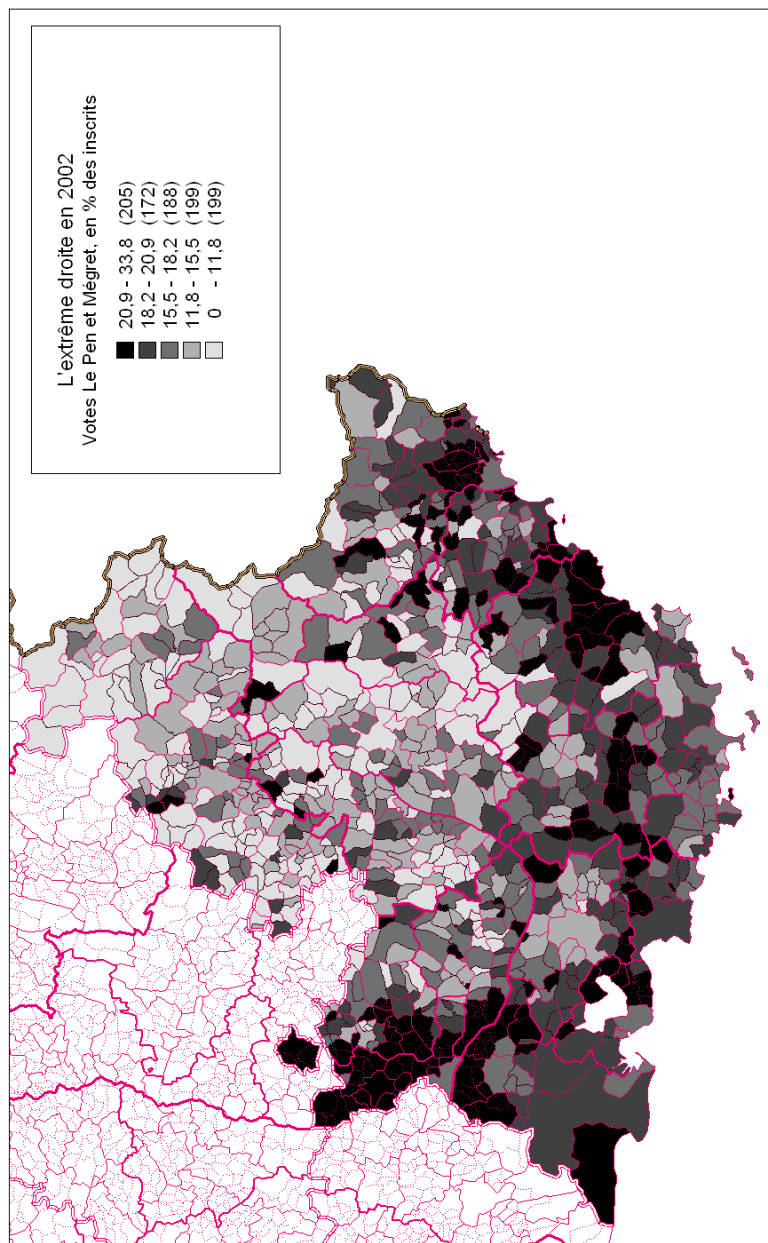 L'extrême droite en 2002
Votes Le Pen et Mégret, en % des inscrits
20,9 - 33,8 (205)
18,2 - 20,9 (172)
15,5 - 18,2 (188)
11,8 - 15,5 (199)
0 - 11,8 (199)